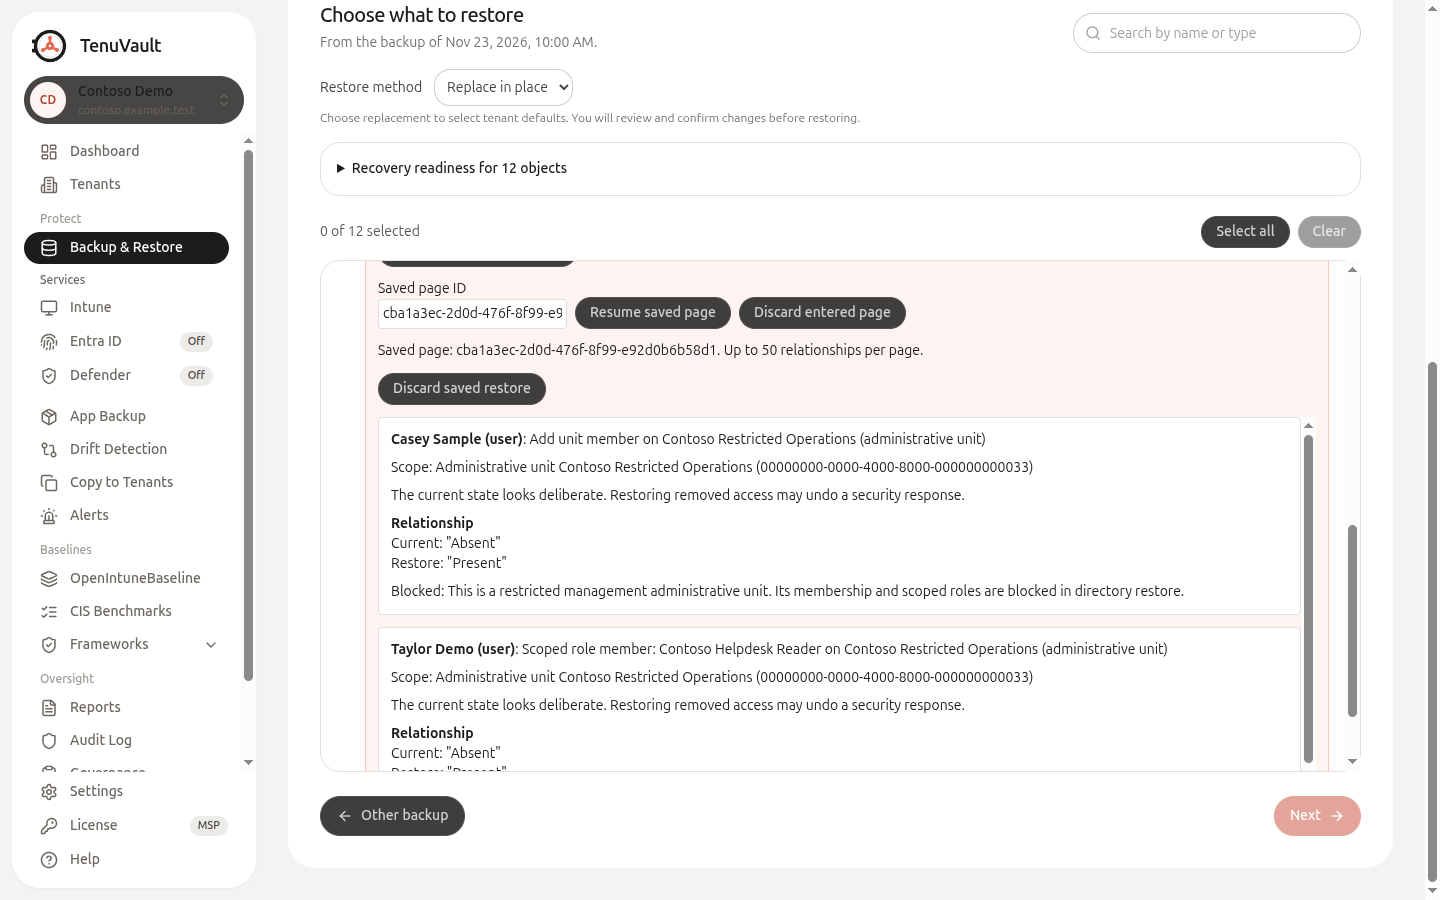 TenuVault
CD
Contoso Demo
contoso.example.test
Dashboard
Tenants
Protect
Backup & Restore
Services
Intune
Entra ID
Off
Defender
Off
App Backup
Drift Detection
Copy to Tenants
Alerts
Baselines
OpenIntuneBaseline
CIS Benchmarks
Frameworks
Oversight
Reports
Audit Log
Governance
Settings
License
MSP
Help
Choose what to restore
From the backup of Nov 23, 2026, 10:00 AM.
Search by name or type
Restore method
Replace in place
Choose replacement to select tenant defaults. You will review and confirm changes before restoring.
Recovery readiness for 12 objects
0 of 12 selected
Select all
Clear
Saved page ID
cba1a3ec-2d0d-476f-8f99-e9
Resume saved page
Discard entered page
Saved page: cba1a3ec-2d0d-476f-8f99-e92d0b6b58d1. Up to 50 relationships per page.
Discard saved restore
Casey Sample (user): Add unit member on Contoso Restricted Operations (administrative unit)
Scope: Administrative unit Contoso Restricted Operations (00000000-0000-4000-8000-000000000033)
The current state looks deliberate. Restoring removed access may undo a security response.
Relationship
Current: "Absent"
Restore: "Present"
Blocked: This is a restricted management administrative unit. Its membership and scoped roles are blocked in directory restore.
Taylor Demo (user): Scoped role member: Contoso Helpdesk Reader on Contoso Restricted Operations (administrative unit)
Scope: Administrative unit Contoso Restricted Operations (00000000-0000-4000-8000-000000000033)
The current state looks deliberate. Restoring removed access may undo a security response.
Relationship
Current: "Absent"
Restore: "Present"
Other backup
Next